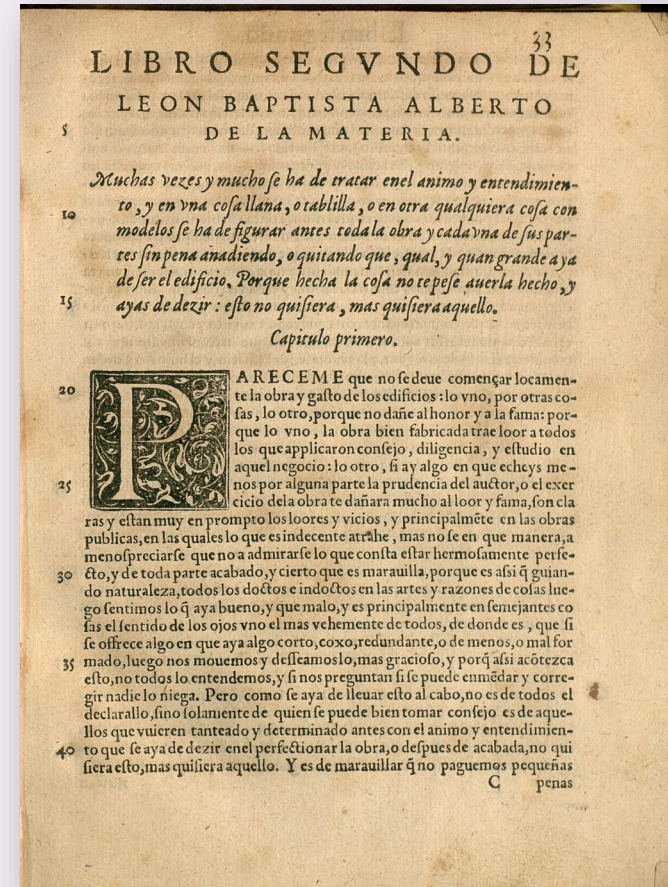 33
LIBRO SEGVNDO DE
LEON BAPTISTA ALBERTO
5
DE LA MATERIA.
Muchas vezes y mucho ſe ha de tratar enel animo y entendimien-
to, y en vna coſa llana, o tablilla, o en otra qualquiera coſa con
10
modelos ſe ha de figurar antes toda la obra y cada vna de ſus par-
tes ſin pena añadiendo, o quitando que, qual, y quan grande aya
de ſer el edificio. Porque hecha la coſa no te peſe auerla hecho, y
15
ayas de dezir: eſto no quiſiera, mas quiſiera aquello.
Capitulo primero.
PARECEME que no ſe deue començar locamen-
20
te la obra y gaſto de los edificios: lo vno, por otras co-
ſas, lo otro, porque no dañe al honor y a la fama: por-
que lo vno, la obra bien fabricada trae loor a todos
los que applicaron conſejo, diligencia, y eſtudio en
aquel negocio: lo otro, ſi ay algo en que echeys me-
25
nos por alguna parte la prudencia del auctor, o el exer
cicio dela obra te dañara mucho al loor y fama, ſon cla
ras y eſtan muy en prompto los loores y vicios, y principalmẽte en las obras
publicas, en las quales lo que es indecente atrahe, mas no ſe en que manera, a
menoſpreciarſe que no a admirarſe lo que conſta eſtar hermoſamente perfe-
30
cto, y de toda parte acabado, y cierto que es marauilla, porque es aſsi q̃ guian-
do naturaleza, todos los doctos e indoctos en las artes y razones de coſas lue-
go ſentimos lo q̃ aya bueno, y que malo, y es principalmente en ſemejantes co
ſas el ſentido de los ojos vno el mas vehemente de todos, de donde es, que ſi
ſe offrece algo en que aya algo corto, coxo, redundante, o de menos, o mal for
35
mado, luego nos mouemos y deſſeamoslo, mas gracioſo, y porq̃ aſsi acõtezca
eſto, no todos lo entendemos, y ſi nos preguntan ſi ſe puede enmẽdar y corre-
gir nadie lo niega. Pero como ſe aya de lleuar eſto al cabo, no es de todos el
declarallo, ſino ſolamente de quien ſe puede bien tomar conſejo es de aque-
llos que vuieren tanteado y determinado antes con el animo y entendimien-
40
to que ſe aya de dezir enel perfectionar la obra, o deſpues de acabada, no qui
ſiera eſto, mas quiſiera aquello. Y es de marauillar q̃ no paguemos pequeñas
C penas